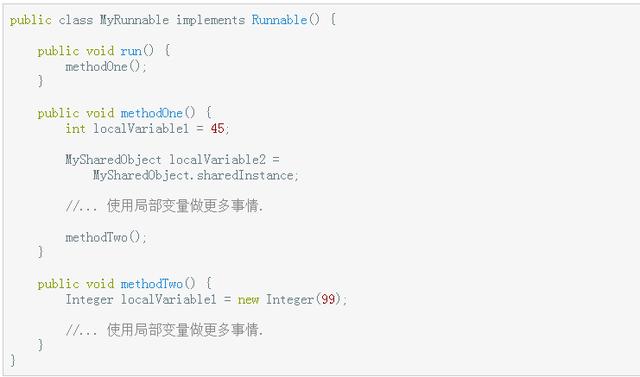 public class MyRunnable implements Runnable() {
public void run() {
methodOne();
}
public void methodOne() {
int localVariable1 = 45;
MySharedObject localVariable2 =
MySharedObject.sharedInstance;
//... 使用局部变量做更多事情.
methodTwo();
}
public void methodTwo() {
Integer localVariable1 = new Integer(99);
//... 使用局部变量做更多事情.
}
}